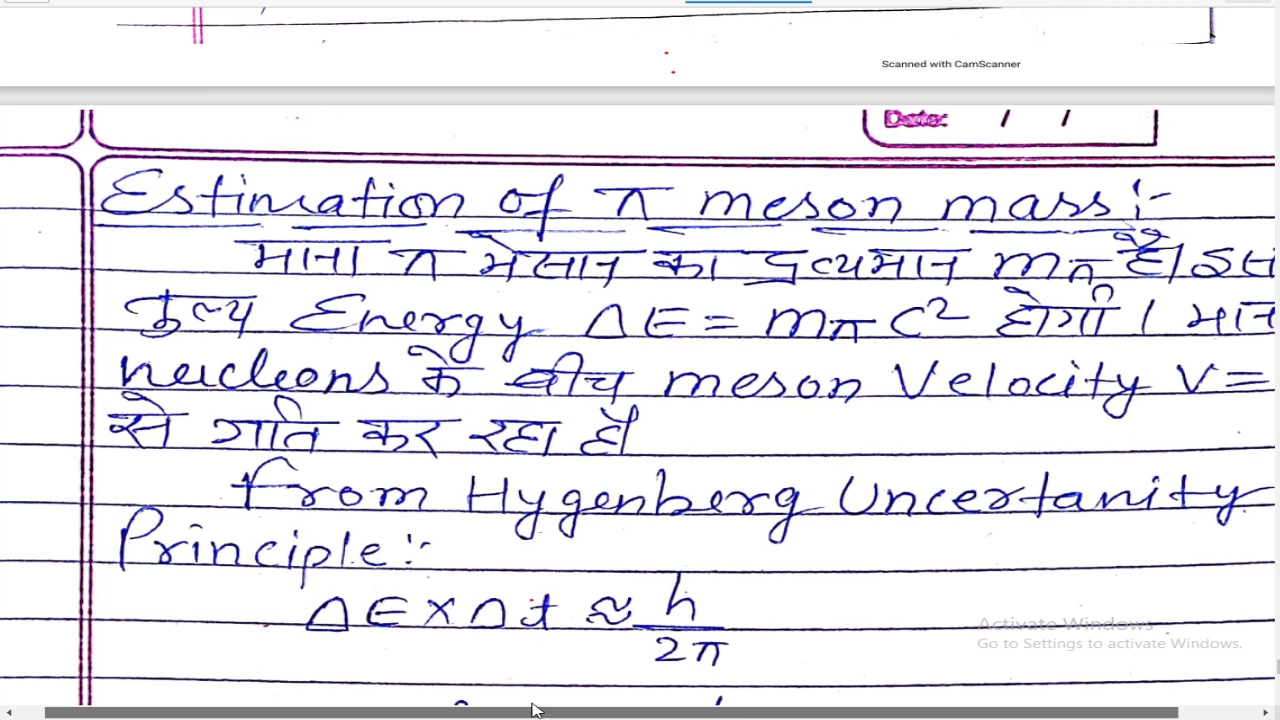 Scanned with CamScanner
Date: / /
Estimation of π meson mass :-
माना π मेसान का द्रव्यमान mπ है। इस
तुल्य Energy ΔE = mπ c² होगी। मान
nucleons के बीच meson Velocity v =
से गति कर रहा है
from Hygenberg Uncertanity
Principle :-
ΔE × Δt ≈ h/2π
Activate Windows
Go to Settings to activate Windows.